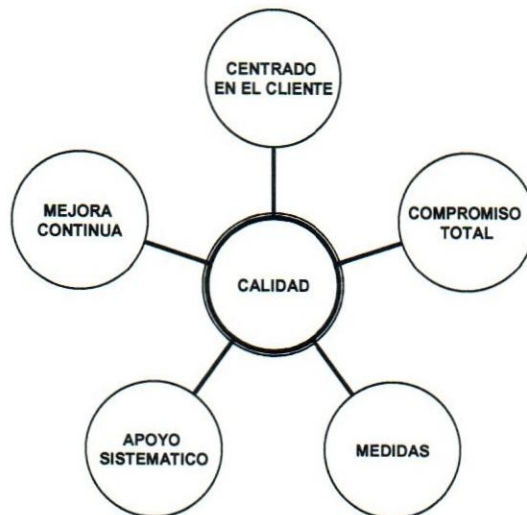 CENTRADO
EN EL CLIENTE
MEJORA
CONTINUA
COMPROMISO
TOTAL
CALIDAD
APOYO
SISTEMATICO
MEDIDAS